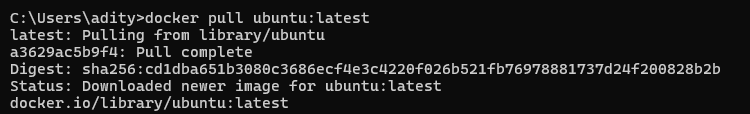 C:\Users\adity>docker pull ubuntu:latest
latest: Pulling from library/ubuntu
a3629ac5b9f4: Pull complete
Digest: sha256:cd1dba651b3080c3686ecf4e3c4220f026b521fb76978881737d24f200828b2b
Status: Downloaded newer image for ubuntu:latest
docker.io/library/ubuntu:latest